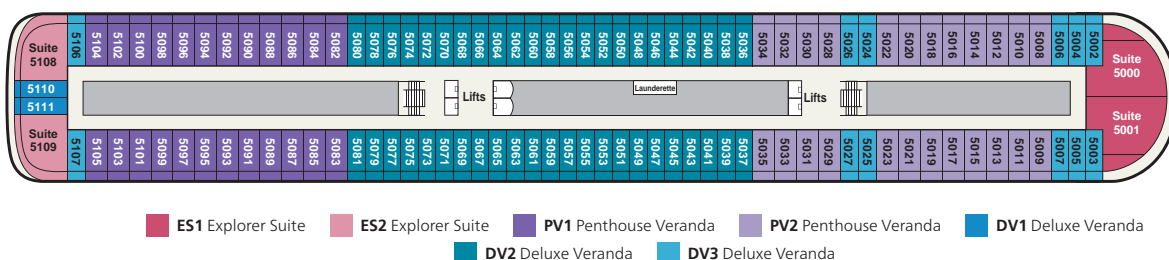 Suite
5108
5106 5104 5102 5100 5098 5096 5094 5092 5090 5088 5086 5084 5082 5080 5078 5076 5074 5072 5070 5068 5066 5064 5062 5060 5058 5056 5054 5052 5050 5048 5046 5044 5042 5040 5038 5036 5034 5032 5030 5028 5026 5024 5022 5020 5018 5016 5014 5012 5010 5008 5006 5004 5002
Suite
5000
5110
5111
Lifts
Launderette
Lifts
Suite
5109
5107 5105 5103 5101 5099 5097 5095 5093 5091 5089 5087 5085 5083 5081 5079 5077 5075 5073 5071 5069 5067 5065 5063 5061 5059 5057 5055 5053 5051 5049 5047 5045 5043 5041 5039 5037 5035 5033 5031 5029 5027 5025 5023 5021 5019 5017 5015 5013 5011 5009 5007 5005 5003
Suite
5001
ES1 Explorer Suite ES2 Explorer Suite PV1 Penthouse Veranda PV2 Penthouse Veranda DV1 Deluxe Veranda
DV2 Deluxe Veranda DV3 Deluxe Veranda